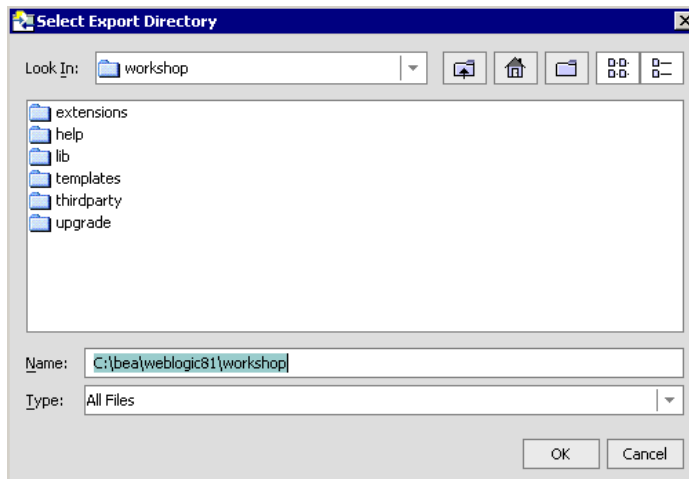 Select Export Directory
Look In: workshop
extensions
help
lib
templates
thirdparty
upgrade
Name: C:\bea\weblogic81\workshop
Type: All Files
OK Cancel